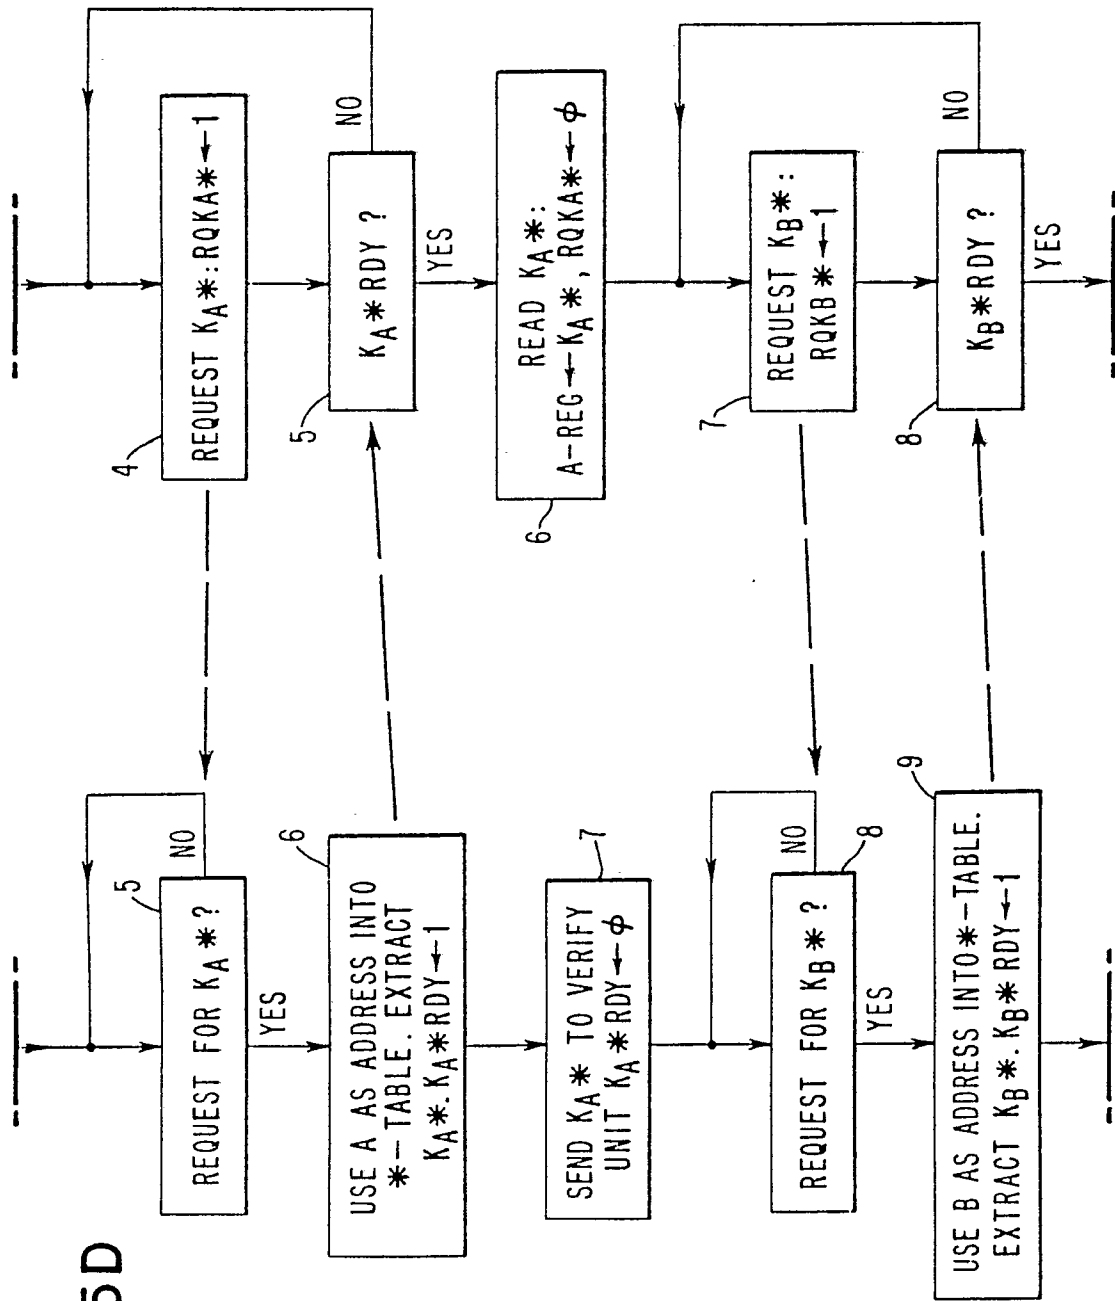 5D
5
REQUEST FOR KA*?
NO
YES
6
USE A AS ADDRESS INTO
*-TABLE. EXTRACT
KA*. KA*RDY←1
7
SEND KA* TO VERIFY
UNIT KA*RDY←ϕ
8
REQUEST FOR KB*?
NO
YES
9
USE B AS ADDRESS INTO*-TABLE.
EXTRACT KB*. KB*RDY←1
4
REQUEST KA*:RQKA*←1
5
KA*RDY?
NO
YES
6
READ KA*:
A-REG←KA*, RQKA*←ϕ
7
REQUEST KB*:
RQKB*←1
8
KB*RDY?
NO
YES